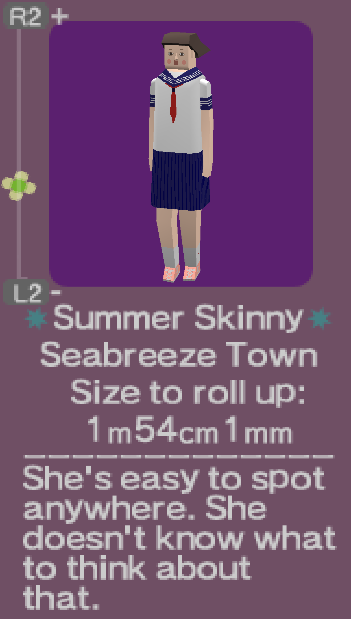 R2 +
L2 -
Summer Skinny
Seabreeze Town
Size to roll up:
1m54cm1mm
She's easy to spot
anywhere. She
doesn't know what
to think about
that.